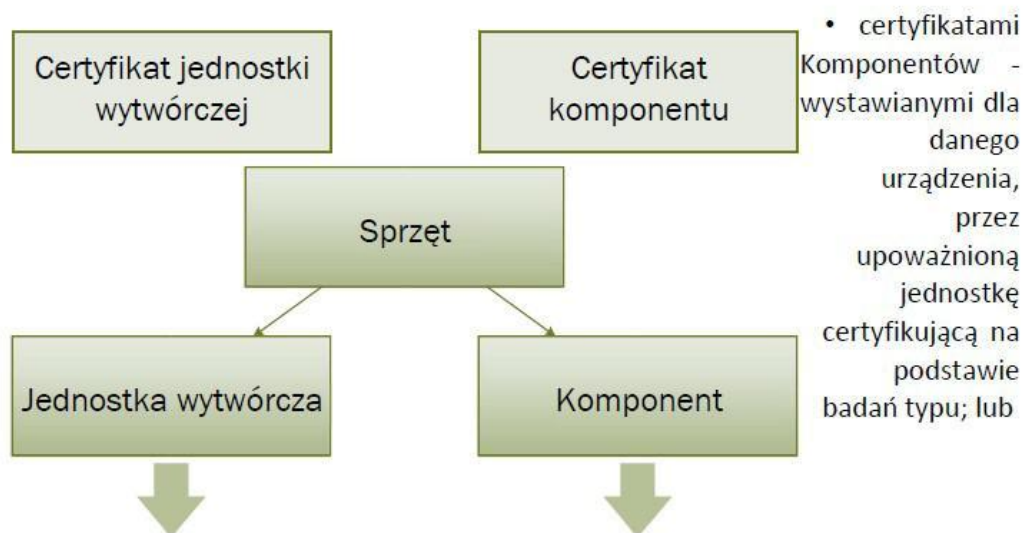 Certyfikat jednostki
wytwórczej
Certyfikat
komponentu
Sprzęt
Jednostka wytwórcza
Komponent
• certyfikatami
Komponentów -
wystawianymi dla
danego
urządzenia,
przez
upoważnioną
jednostkę
certyfikującą na
podstawie
badań typu; lub